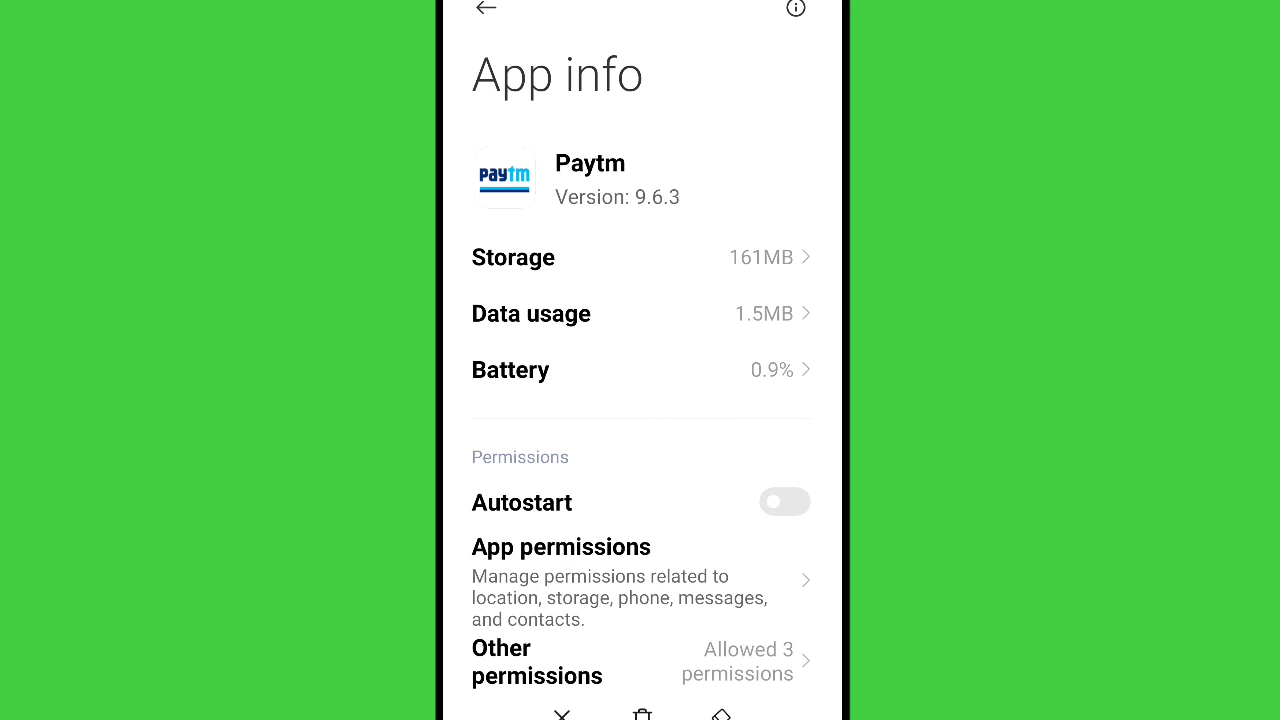 App info
paytm
Paytm
Version: 9.6.3
Storage 161MB
Data usage 1.5MB
Battery 0.9%
Permissions
Autostart
App permissions
Manage permissions related to
location, storage, phone, messages,
and contacts.
Other permissions Allowed 3 permissions